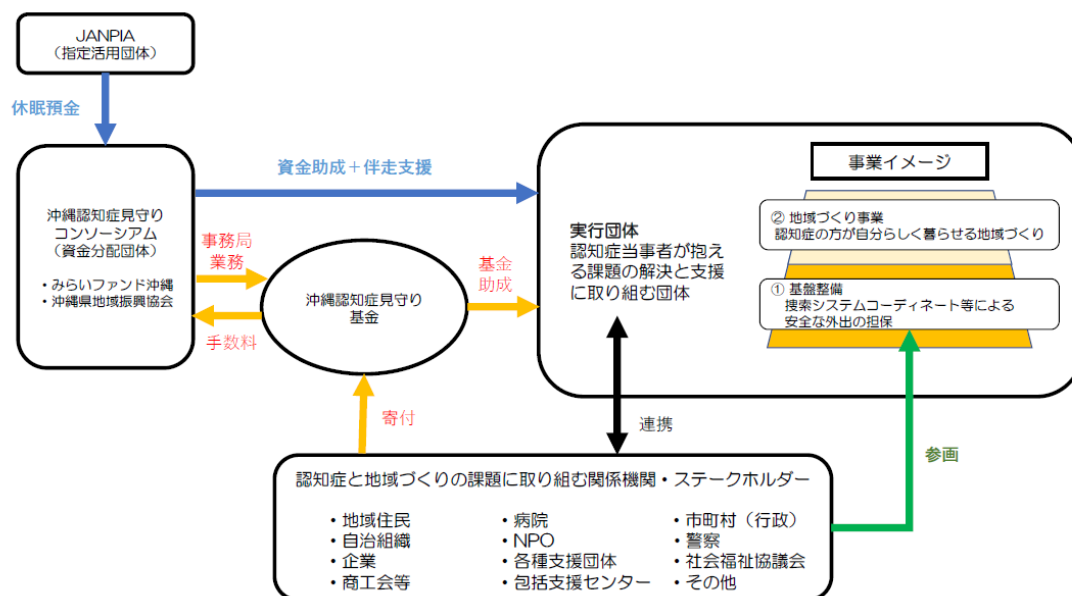 JANPIA
（指定活用団体）
休眠預金
沖縄認知症見守り
コンソーシアム
（資金分配団体）
・みらいファンド沖縄
・沖縄県地域振興協会
資金助成＋伴走支援
事務局
業務
手数料
沖縄認知症見守り
基金
基金
助成
寄付
実行団体
認知症当事者が抱え
る課題の解決と支援
に取り組む団体
事業イメージ
② 地域づくり事業
認知症の方が自分らしく暮らせる地域づくり
① 基盤整備
捜索システムコーディネート等による
安全な外出の担保
連携
参画
認知症と地域づくりの課題に取り組む関係機関・ステークホルダー
・地域住民
・自治組織
・企業
・商工会等
・病院
・NPO
・各種支援団体
・包括支援センター
・市町村（行政）
・警察
・社会福祉協議会
・その他